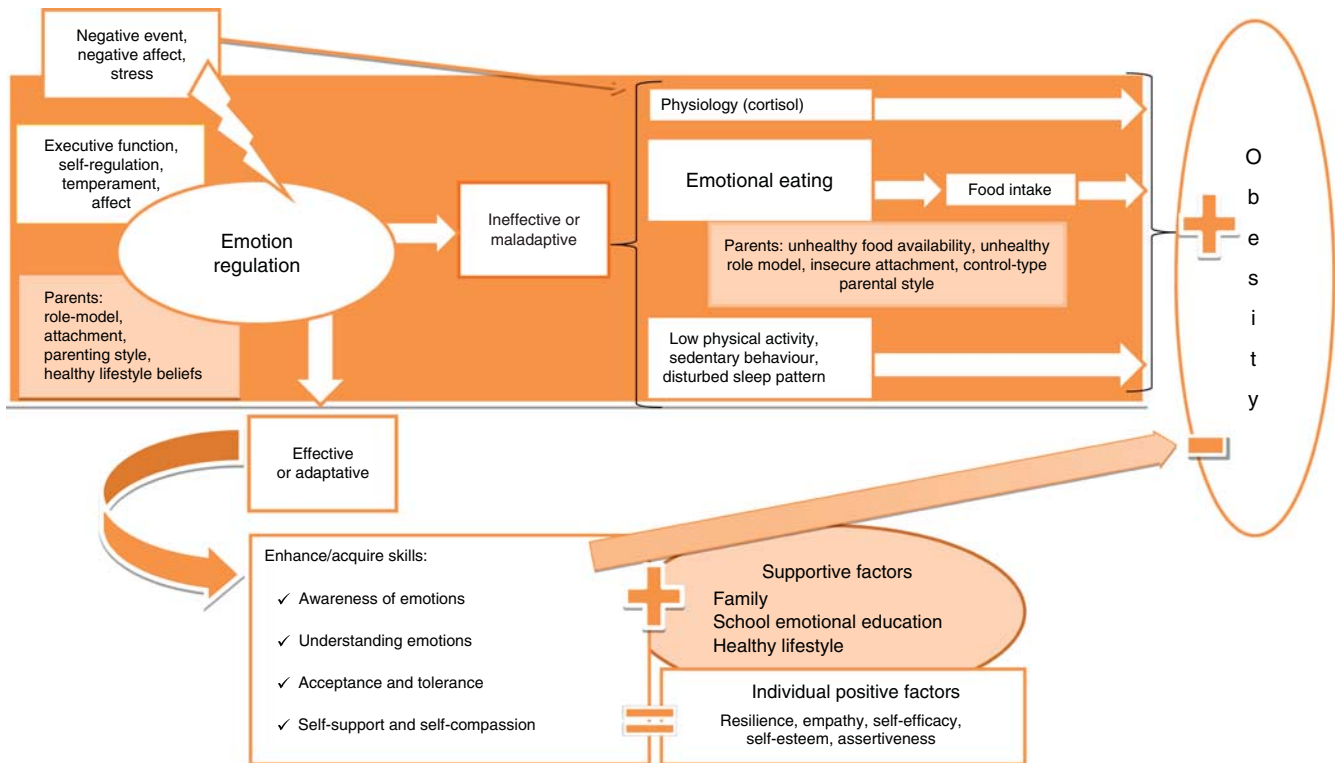 Negative event,
negative affect,
stress
Executive function,
self-regulation,
temperament,
affect
Emotion
regulation
Parents:
role-model,
attachment,
parenting style,
healthy lifestyle beliefs
Ineffective or
maladaptive
Physiology (cortisol)
Emotional eating
Food intake
Parents: unhealthy food availability, unhealthy
role model, insecure attachment, control-type
parental style
Low physical activity,
sedentary behaviour,
disturbed sleep pattern
O
b
e
s
i
t
y
Effective
or adaptative
Enhance/acquire skills:
✓ Awareness of emotions
✓ Understanding emotions
✓ Acceptance and tolerance
✓ Self-support and self-compassion
Supportive factors
Family
School emotional education
Healthy lifestyle
Individual positive factors
Resilience, empathy, self-efficacy,
self-esteem, assertiveness